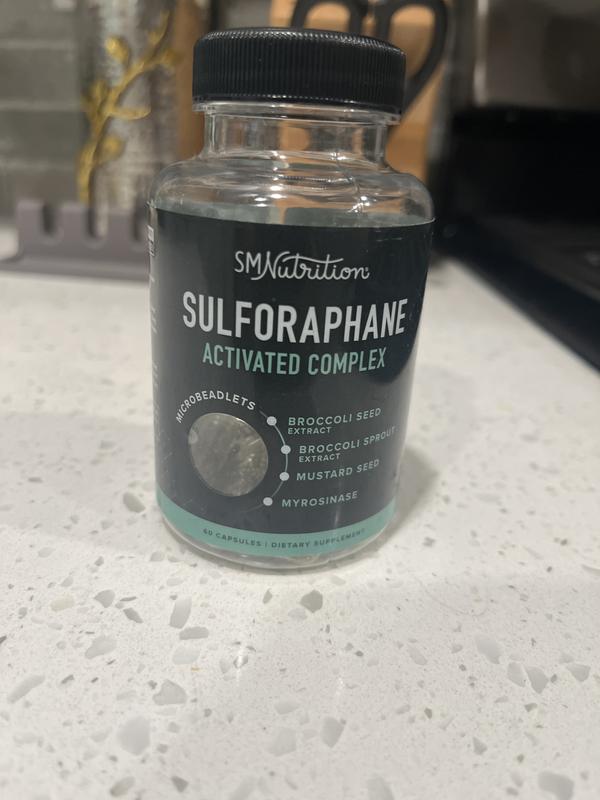 SMNutrition
SULFORAPHANE
ACTIVATED COMPLEX
MICROBEADLETS
BROCCOLI SEED
EXTRACT
BROCCOLI SPROUT
EXTRACT
MUSTARD SEED
MYROSINASE
60 CAPSULES | DIETARY SUPPLEMENT